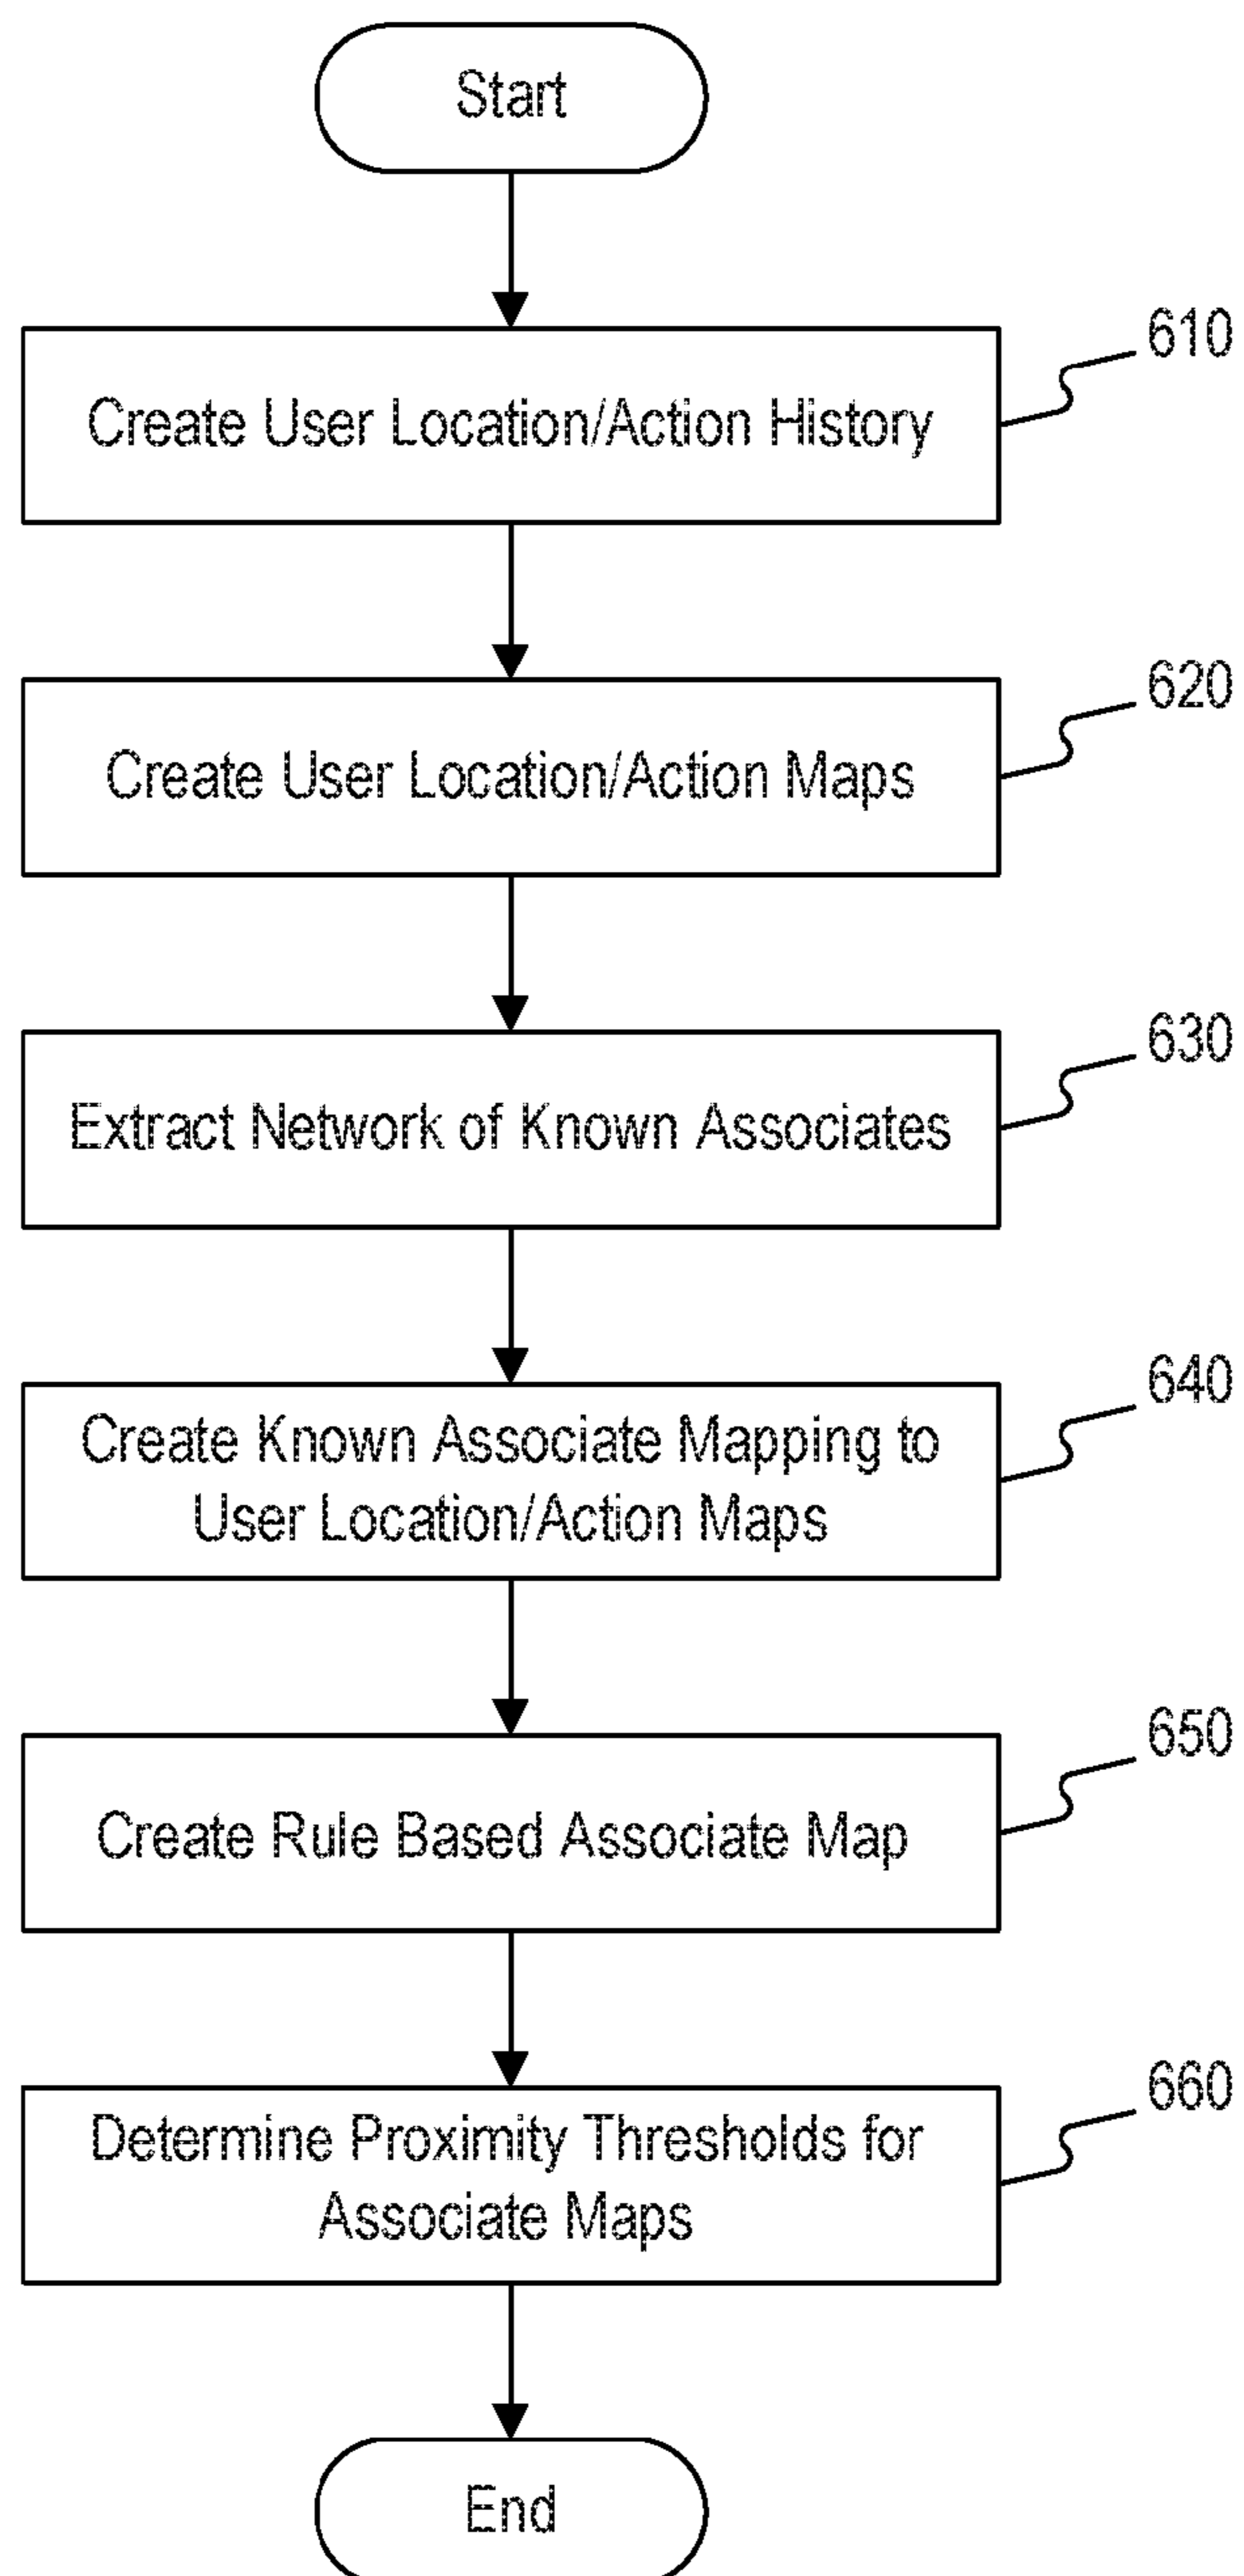 Start
610
Create User Location/Action History
620
Create User Location/Action Maps
630
Extract Network of Known Associates
640
Create Known Associate Mapping to
User Location/Action Maps
650
Create Rule Based Associate Map
660
Determine Proximity Thresholds for
Associate Maps
End